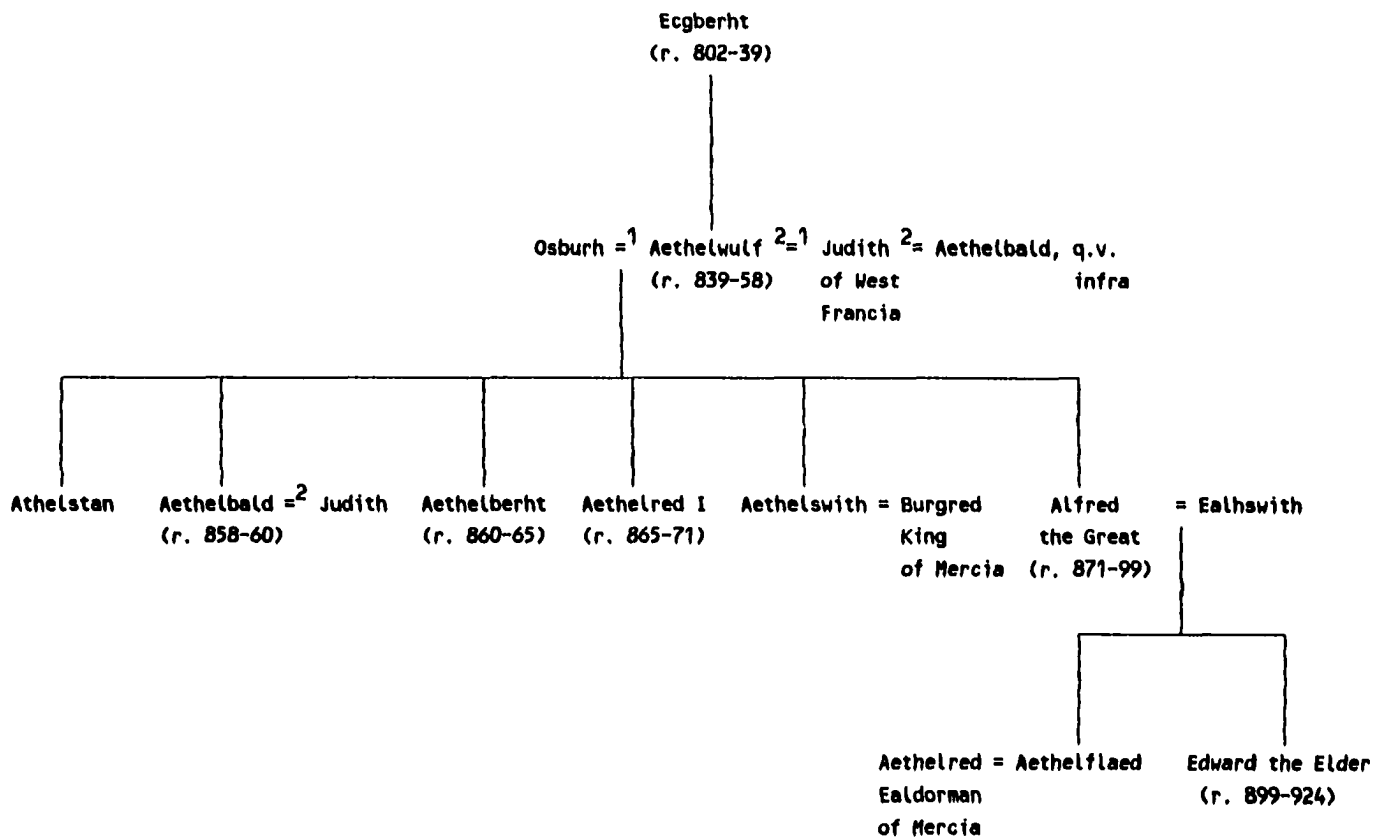 Ecgberht
(r. 802-39)
Osburh =¹ Aethelwulf ²=¹ Judith ²= Aethelbald, q.v.
(r. 839-58) of West infra
Francia
Athelstan Aethelbald =² Judith Aethelberht Aethelred I Aethelswith = Burgred Alfred = Ealhswith
(r. 858-60) (r. 860-65) (r. 865-71) King the Great
of Mercia (r. 871-99)
Aethelred = Aethelflaed Edward the Elder
Ealdorman (r. 899-924)
of Mercia